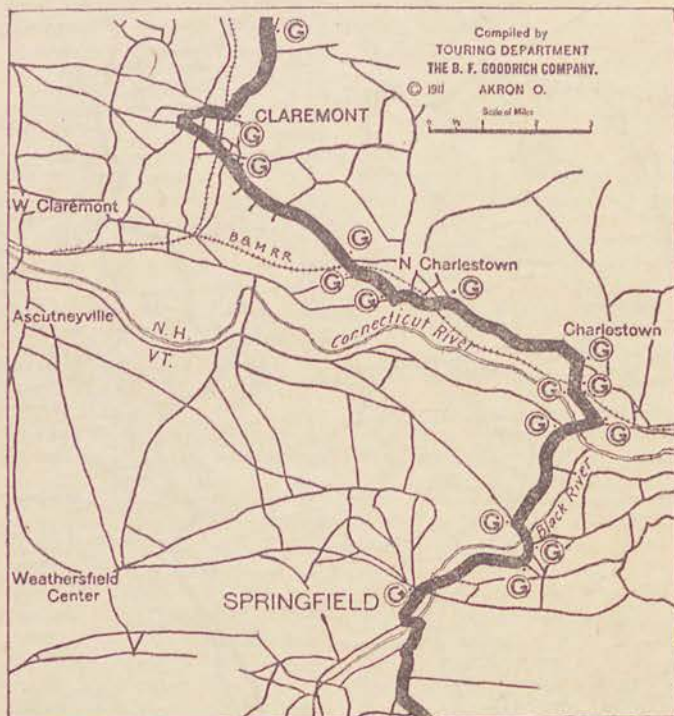 Compiled by
TOURING DEPARTMENT
THE B. F. GOODRICH COMPANY.
© 1911 AKRON O.
Scale of Miles
G
CLAREMONT
G
G
W. Claremont
B & M R R.
G
N Charlestown
G
G
G
Ascutneyville
N. H.
VT.
Connecticut River
Charlestown
G
G
G
G
G
Black River
G
G
G
Weathersfield
Center
SPRINGFIELD
G